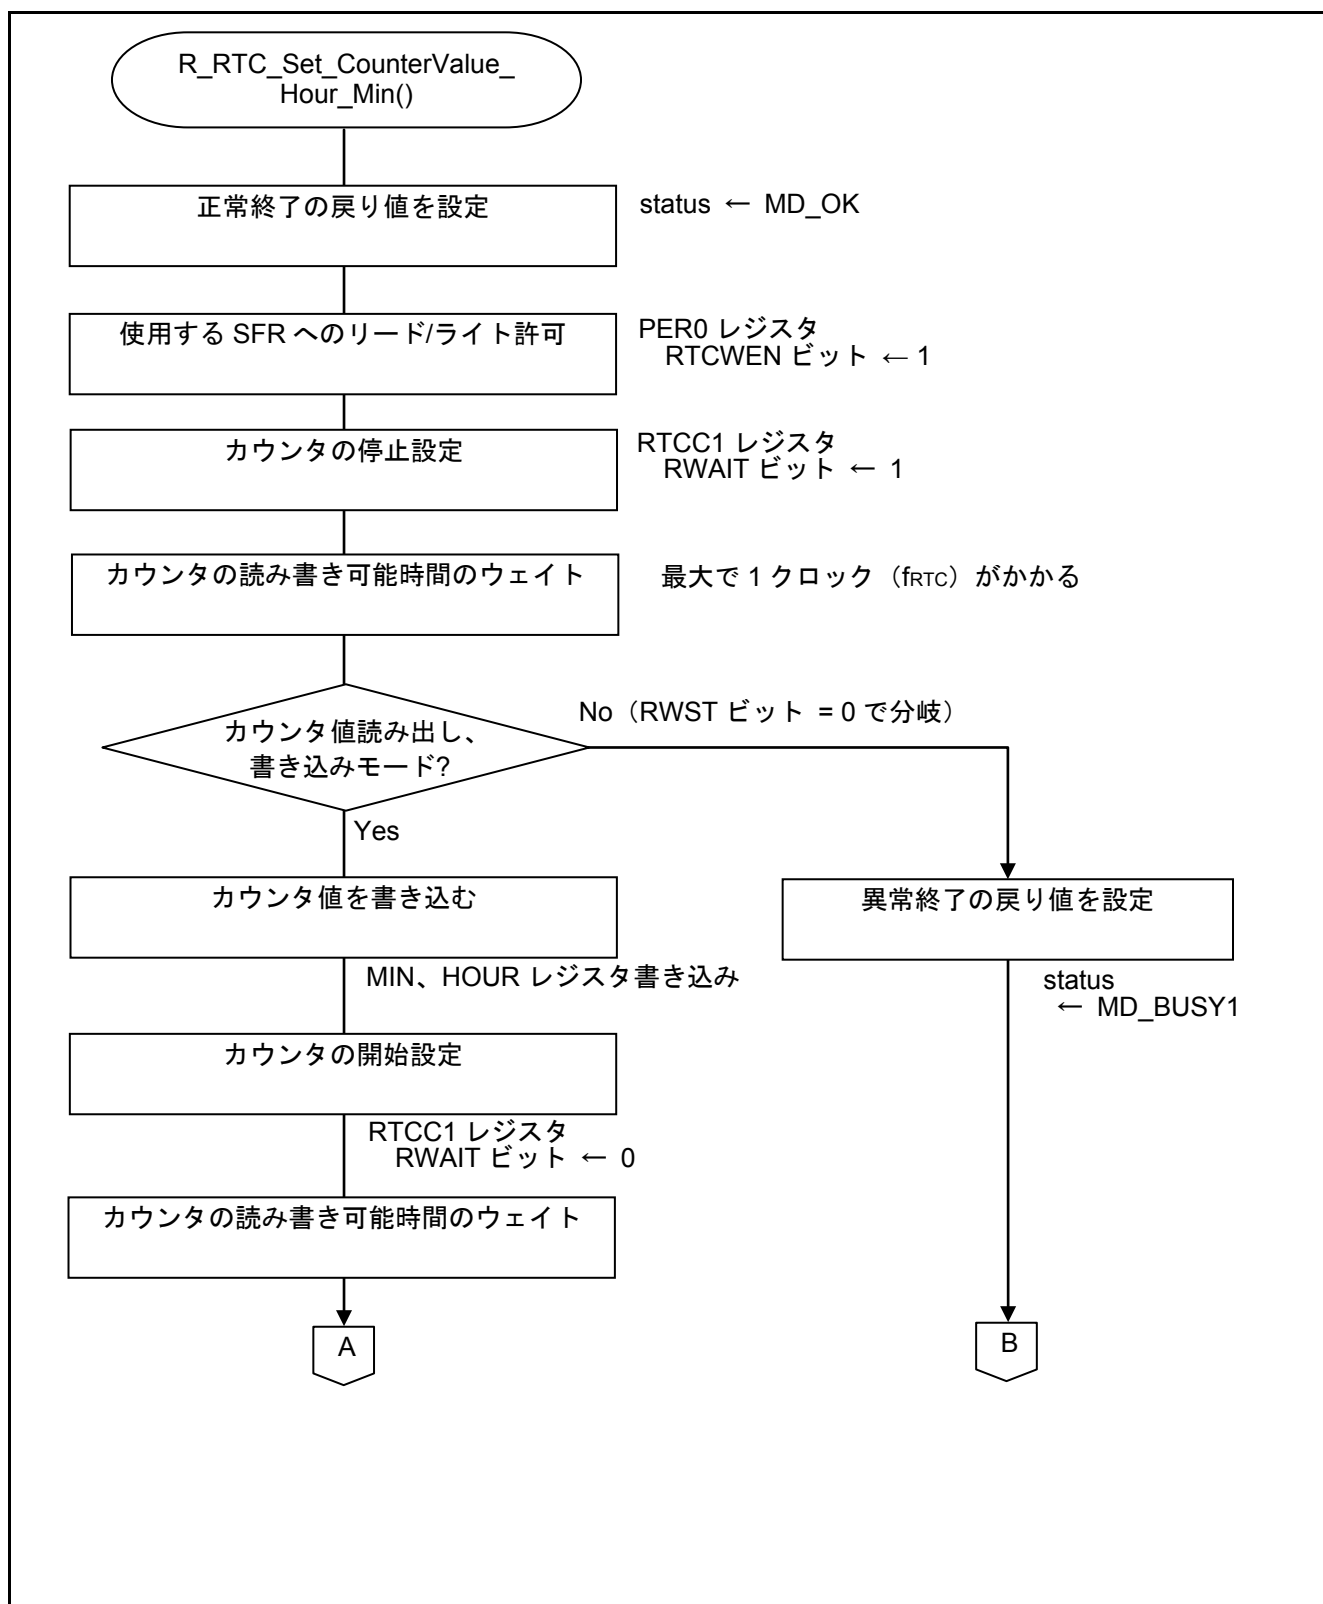 R_RTC_Set_CounterValue_
Hour_Min()
正常終了の戻り値を設定
status ← MD_OK
使用する SFR へのリード/ライト許可
PER0 レジスタ
RTCWEN ビット ← 1
カウンタの停止設定
RTCC1 レジスタ
RWAIT ビット ← 1
カウンタの読み書き可能時間のウェイト
最大で 1 クロック（fRTC）がかかる
カウンタ値読み出し、
書き込みモード?
No（RWST ビット = 0 で分岐）
Yes
カウンタ値を書き込む
異常終了の戻り値を設定
MIN、HOUR レジスタ書き込み
status
← MD_BUSY1
カウンタの開始設定
RTCC1 レジスタ
RWAIT ビット ← 0
カウンタの読み書き可能時間のウェイト
A
B